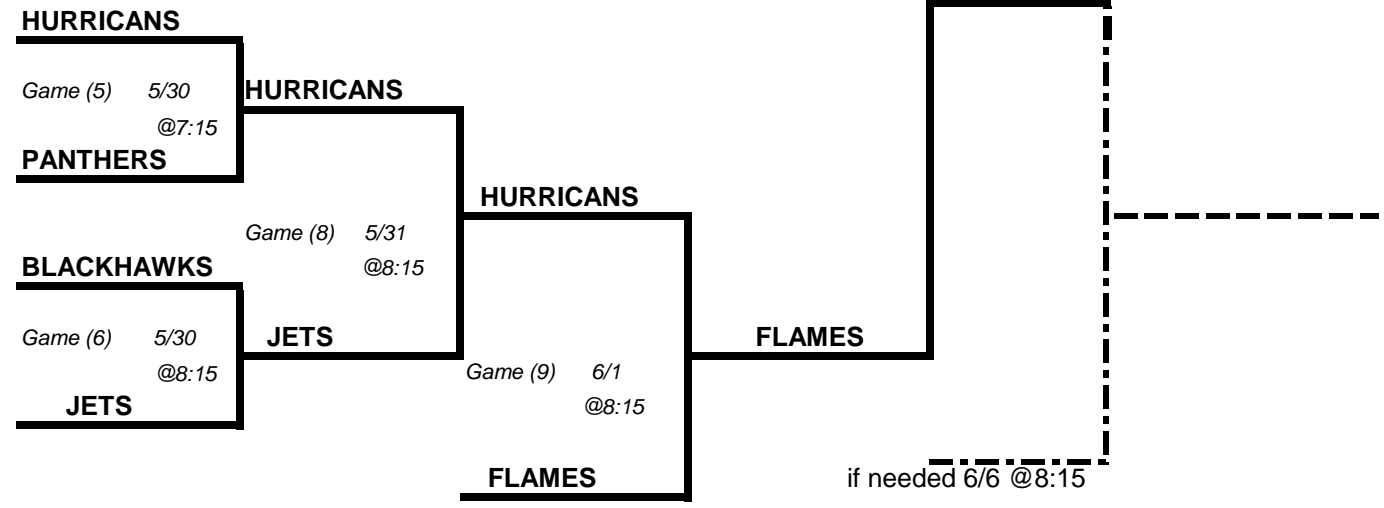 HURRICANS
Game (5) 5/30
HURRICANS
@7:15
PANTHERS
HURRICANS
Game (8) 5/31
@8:15
BLACKHAWKS
Game (6) 5/30
JETS
FLAMES
@8:15
Game (9) 6/1
JETS
@8:15
FLAMES
if needed 6/6 @8:15